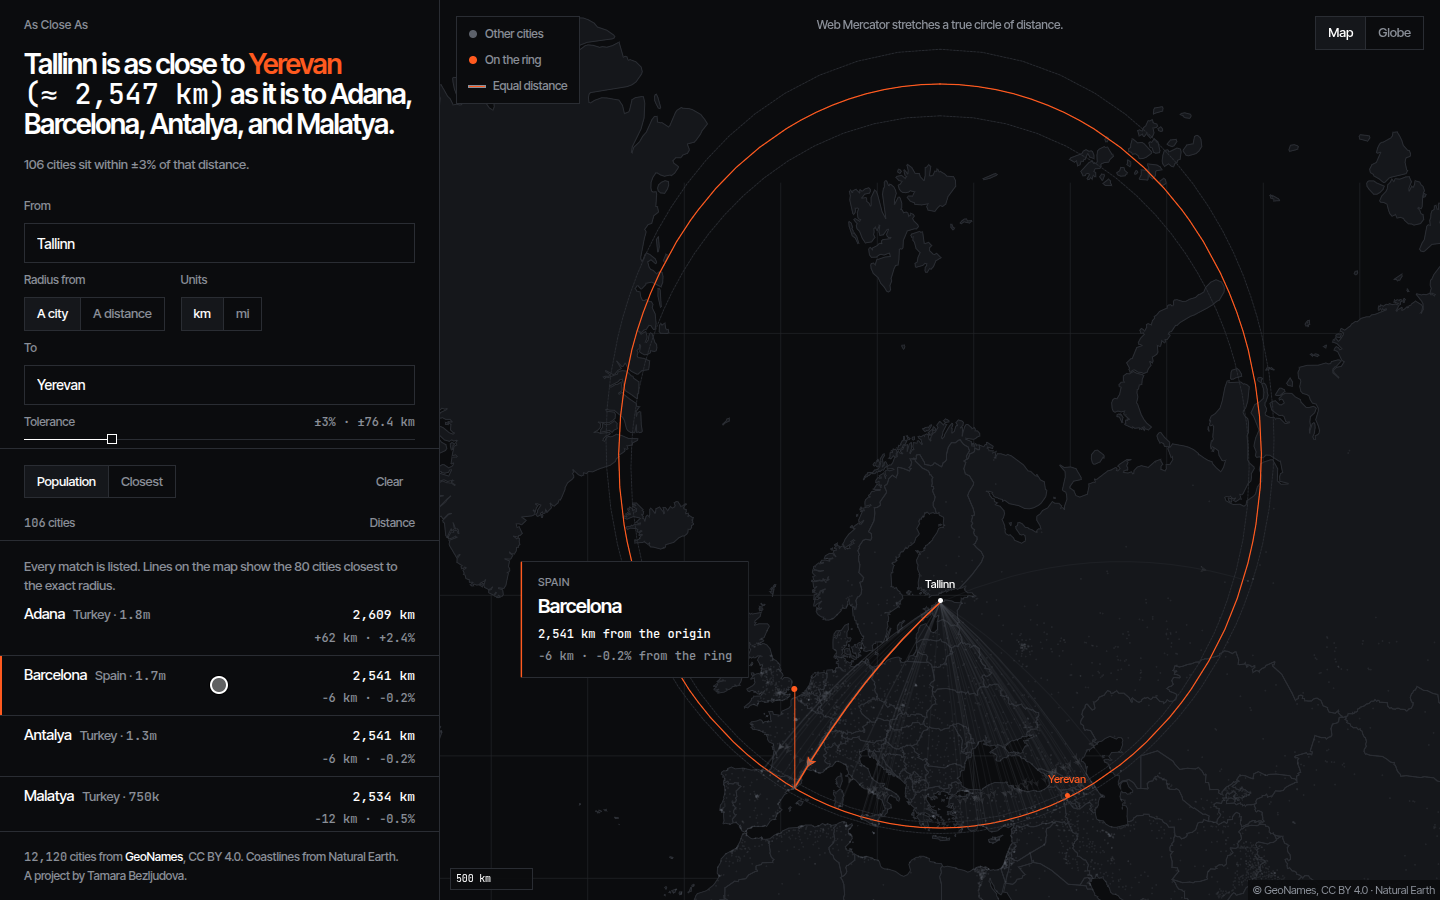 As Close As
Tallinn is as close to Yerevan
(≈ 2,547 km) as it is to Adana,
Barcelona, Antalya, and Malatya.
106 cities sit within ±3% of that distance.
From
Tallinn
Radius from
Units
A city
A distance
km
mi
To
Yerevan
Tolerance
±3% · ±76.4 km
Population
Closest
Clear
106 cities
Distance
Every match is listed. Lines on the map show the 80 cities closest to
the exact radius.
Adana Turkey · 1.8m 2,609 km
+62 km · +2.4%
Barcelona Spain · 1.7m 2,541 km
-6 km · -0.2%
Antalya Turkey · 1.3m 2,541 km
-6 km · -0.2%
Malatya Turkey · 750k 2,534 km
-12 km · -0.5%
12,120 cities from GeoNames, CC BY 4.0. Coastlines from Natural Earth.
A project by Tamara Bezljudova.
Other cities
On the ring
Equal distance
Web Mercator stretches a true circle of distance.
Map
Globe
Tallinn
SPAIN
Barcelona
2,541 km from the origin
-6 km · -0.2% from the ring
Yerevan
500 km
© GeoNames, CC BY 4.0 · Natural Earth